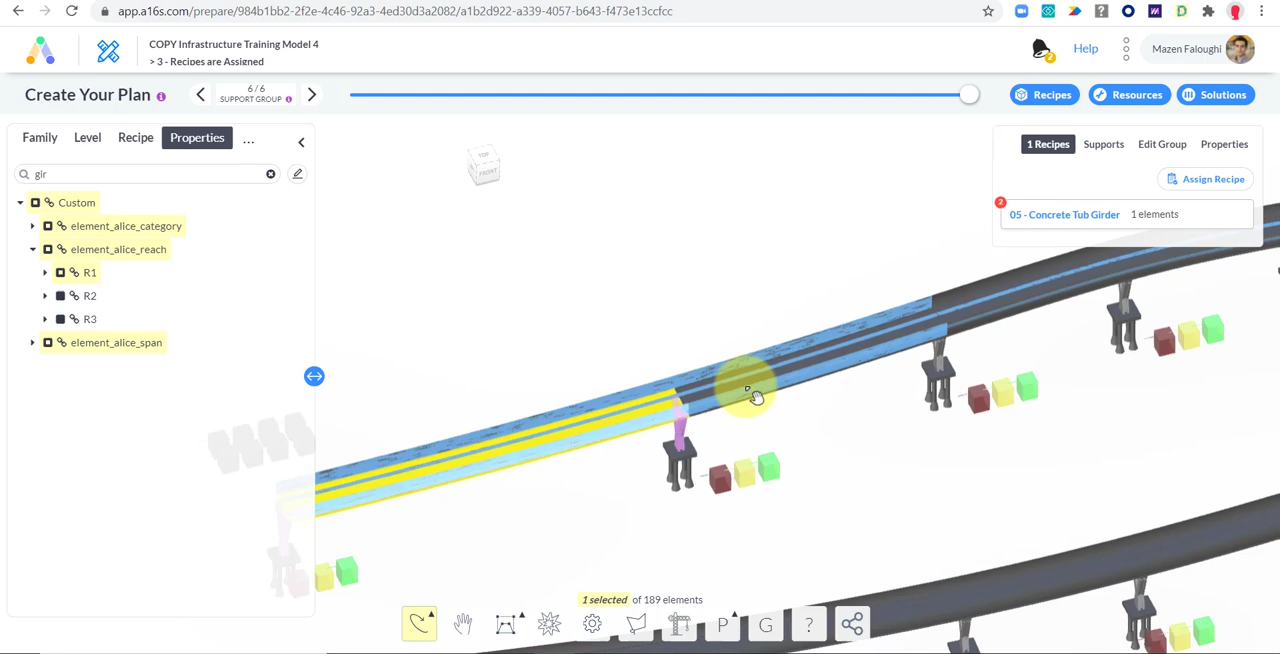 app.a16s.com/prepare/984b1bb2-2f2e-4c46-92a3-4ed30d3a2082/a1b2d922-a339-4057-b643-f473e13ccfcc
COPY Infrastructure Training Model 4
> 3 - Recipes are Assigned
2
Help
Mazen Faloughi
Create Your Plan
6 / 6
SUPPORT GROUP
Recipes
Resources
Solutions
Family
Level
Recipe
Properties
...
gir
Custom
element_alice_category
element_alice_reach
R1
R2
R3
element_alice_span
TOP
FRONT
1 Recipes
Supports
Edit Group
Properties
Assign Recipe
2
05 - Concrete Tub Girder
1 elements
1 selected of 189 elements
P
G
?